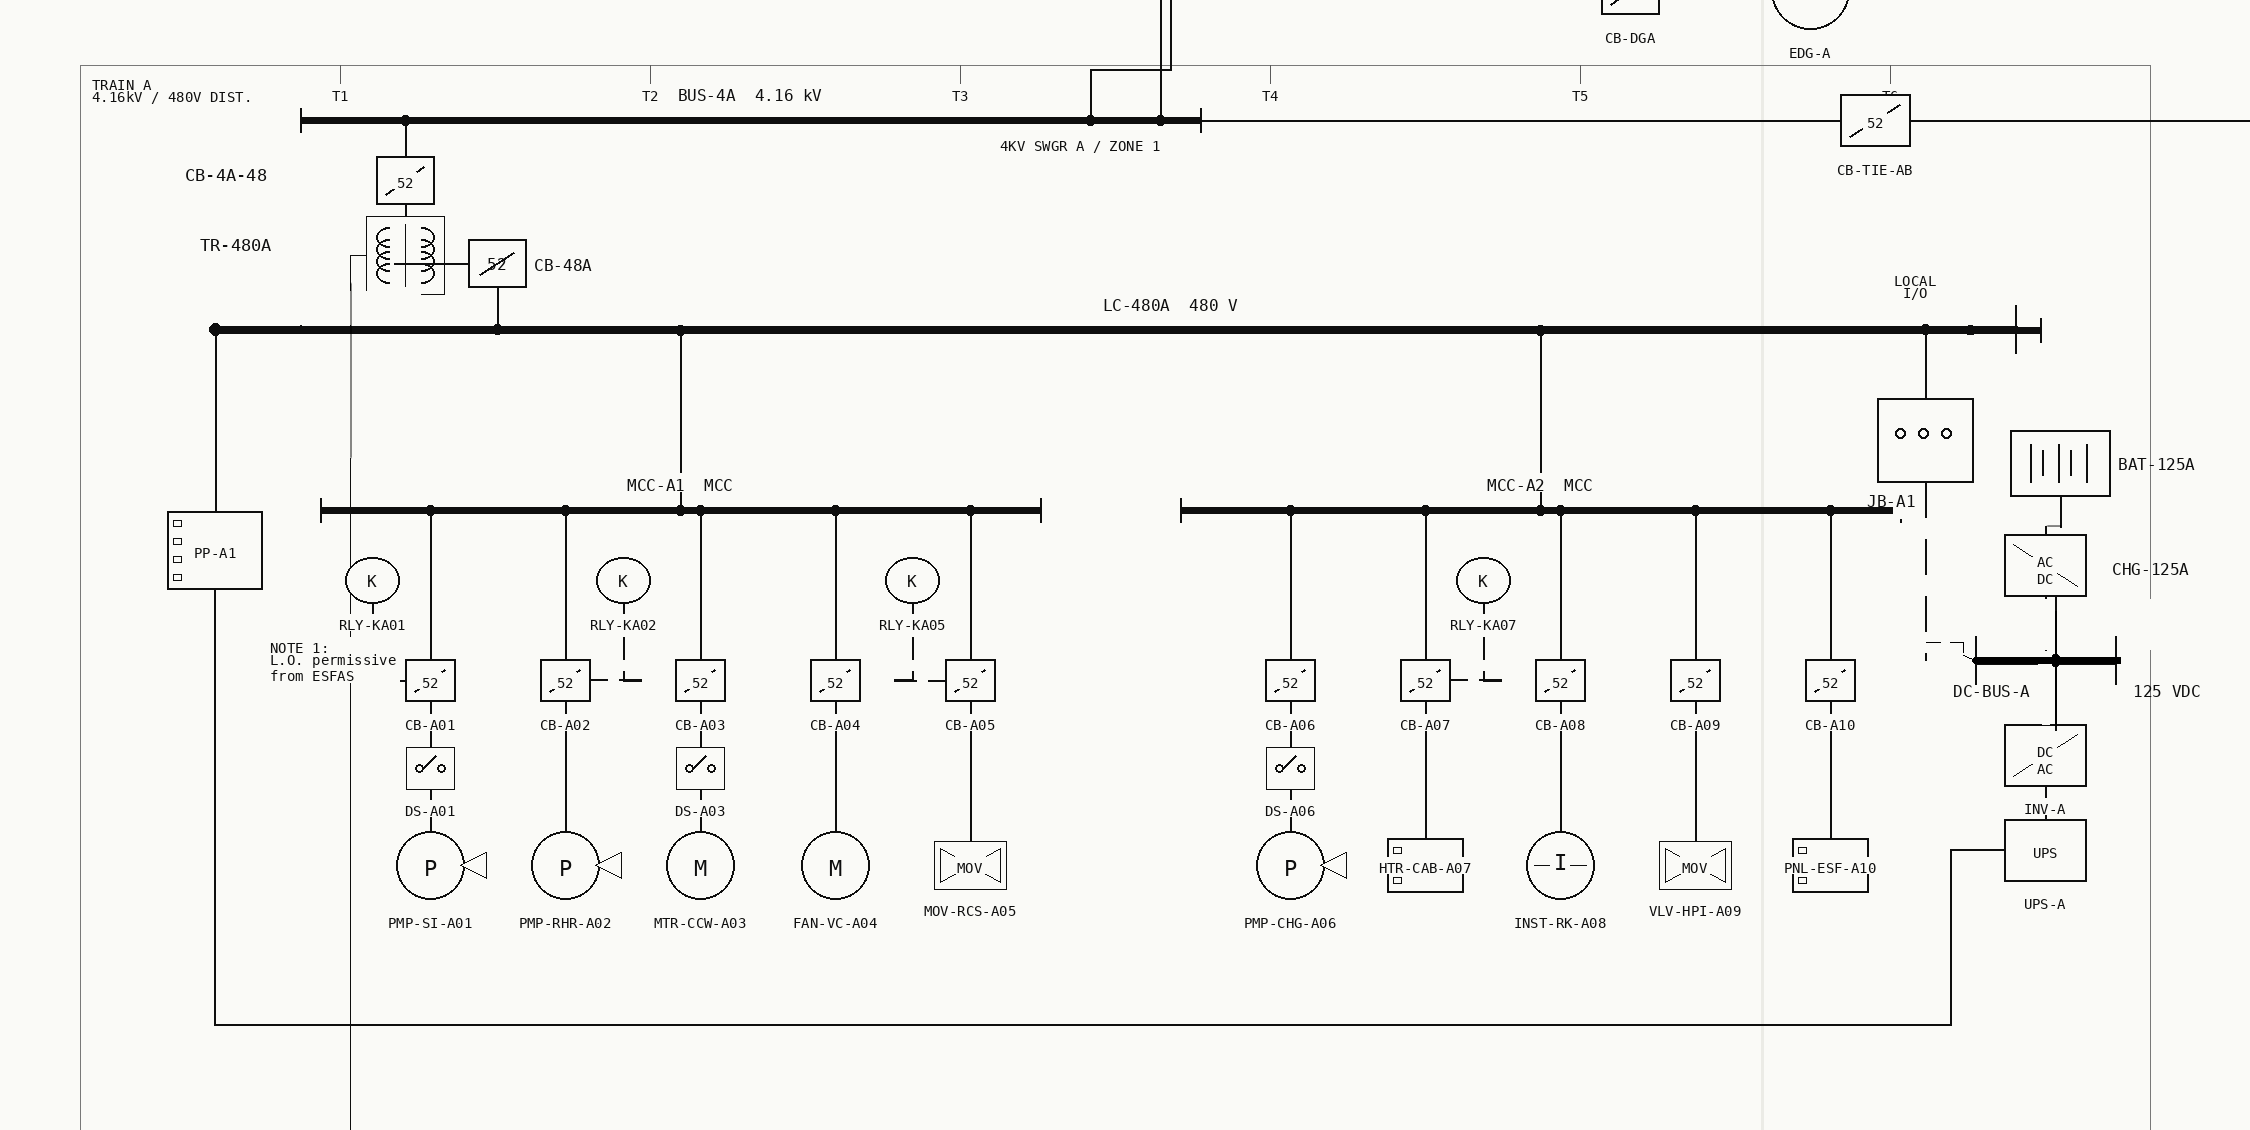 CB-DGA
EDG-A
TRAIN A
4.16kV / 480V DIST.
T1
T2
BUS-4A  4.16 kV
T3
T4
T5
52
4KV SWGR A / ZONE 1
CB-TIE-AB
CB-4A-48
52
TR-480A
52
CB-48A
LOCAL
I/O
LC-480A  480 V
BAT-125A
MCC-A1  MCC
MCC-A2  MCC
JB-A1
PP-A1
AC
DC
CHG-125A
K
K
K
K
RLY-KA01
RLY-KA02
RLY-KA05
RLY-KA07
NOTE 1:
L.O. permissive
from ESFAS
52
52
52
52
52
52
52
52
52
52
DC-BUS-A
125 VDC
CB-A01
CB-A02
CB-A03
CB-A04
CB-A05
CB-A06
CB-A07
CB-A08
CB-A09
CB-A10
DC
AC
DS-A01
DS-A03
DS-A06
INV-A
P
P
M
M
MOV
P
HTR-CAB-A07
I
MOV
PNL-ESF-A10
UPS
UPS-A
PMP-SI-A01
PMP-RHR-A02
MTR-CCW-A03
FAN-VC-A04
MOV-RCS-A05
PMP-CHG-A06
INST-RK-A08
VLV-HPI-A09